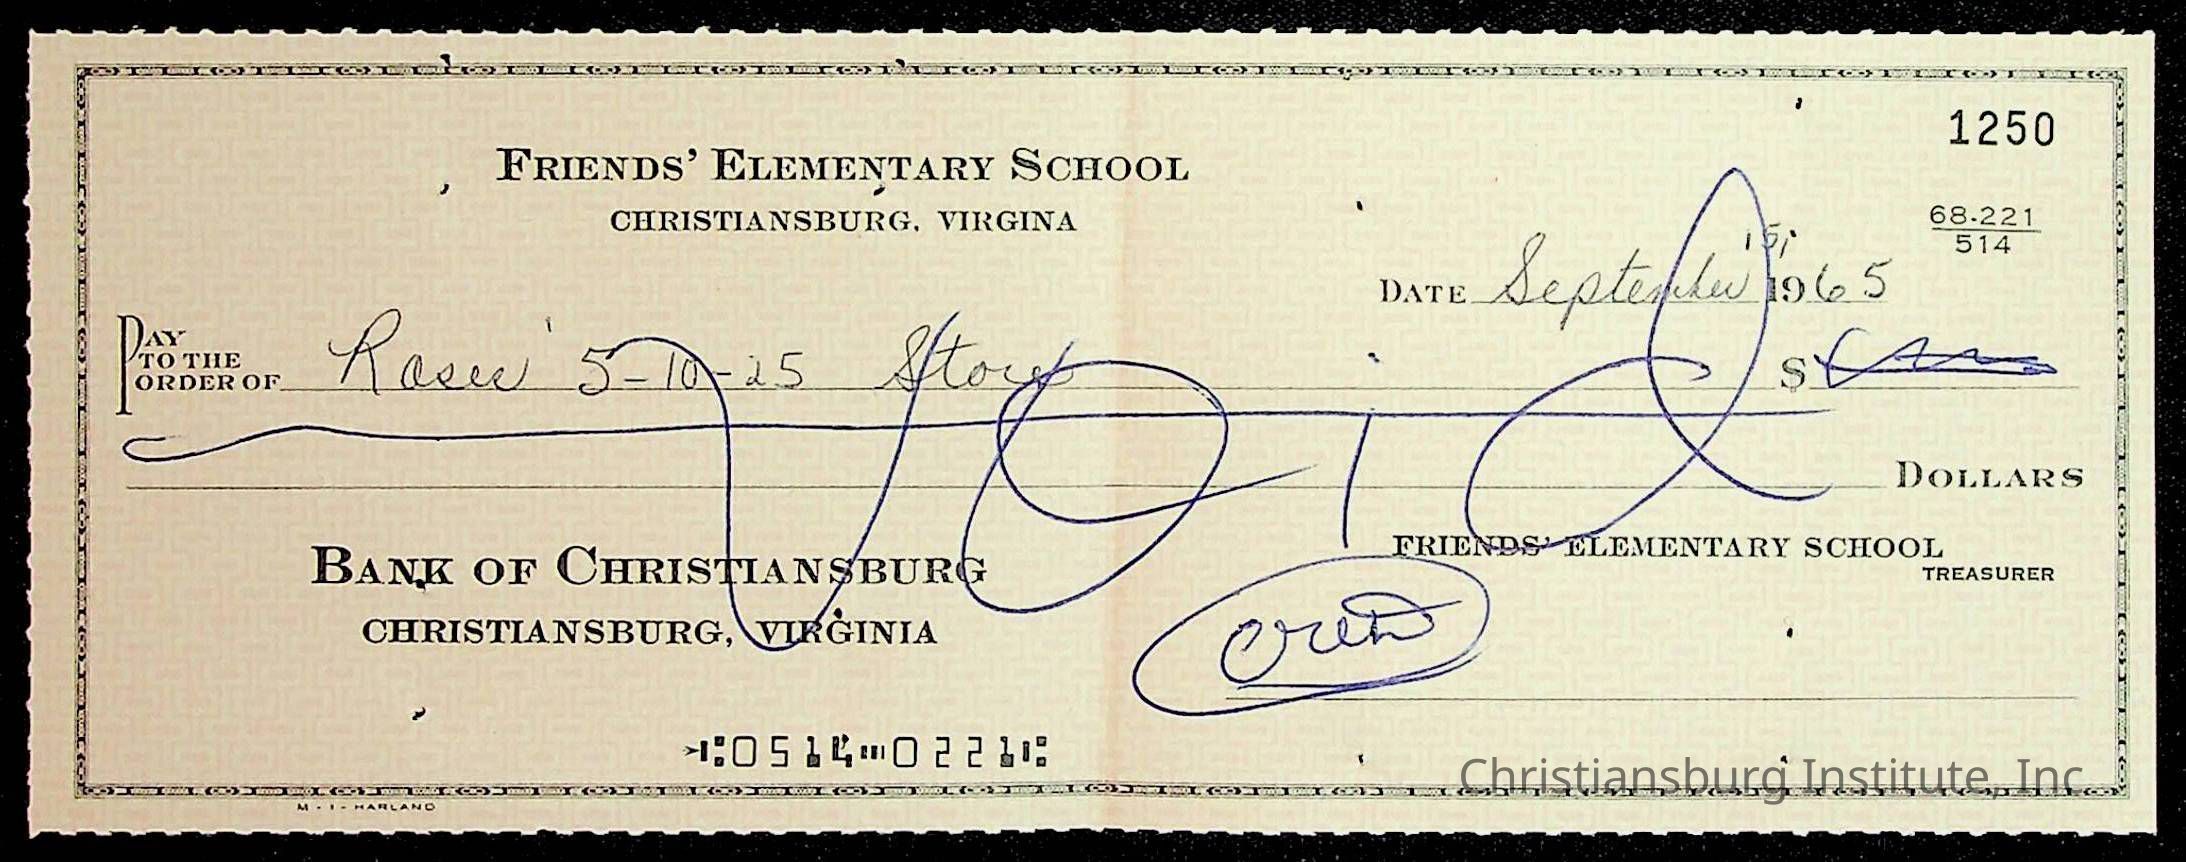 1250
FRIENDS' ELEMENTARY SCHOOL
CHRISTIANSBURG, VIRGINA
68-221
514
DATE September 15, 1965
PAY TO THE ORDER OF Roses' 5-10-25 Store $
Void
DOLLARS
BANK OF CHRISTIANSBURG
CHRISTIANSBURG, VIRGINIA
FRIENDS' ELEMENTARY SCHOOL
TREASURER
⑆0514⑉0221⑆
M-I-HARLAND
Christiansburg Institute, Inc.